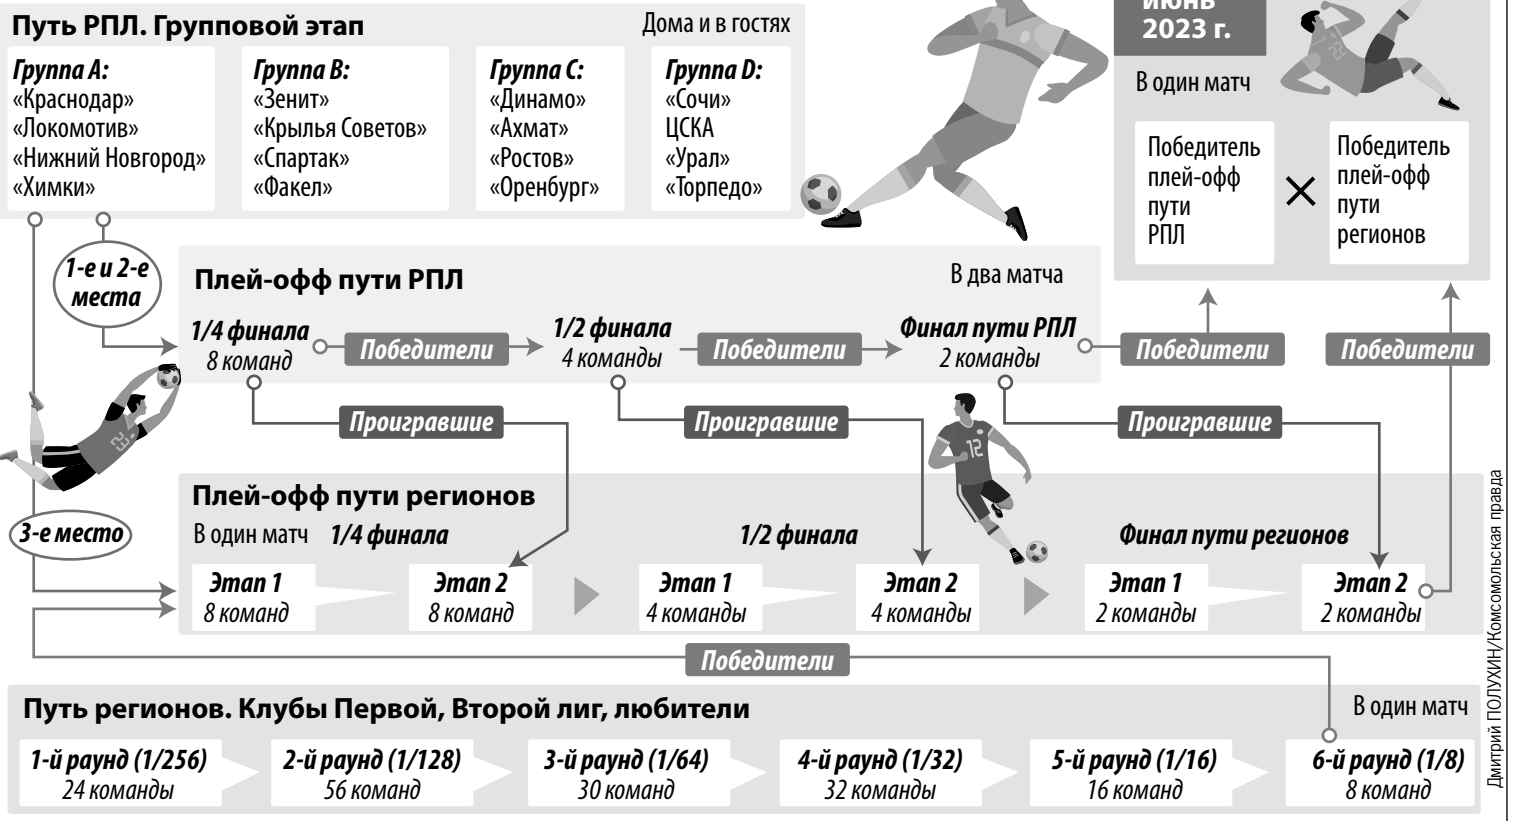 Путь РПЛ. Групповой этап
Дома и в гостях
Группа A:
«Краснодар»
«Локомотив»
«Нижний Новгород»
«Химки»
Группа B:
«Зенит»
«Крылья Советов»
«Спартак»
«Факел»
Группа C:
«Динамо»
«Ахмат»
«Ростов»
«Оренбург»
Группа D:
«Сочи»
ЦСКА
«Урал»
«Торпедо»
июнь
2023 г.
В один матч
Победитель
плей-офф
пути
РПЛ
×
Победитель
плей-офф
пути
регионов
22
1-е и 2-е
места
Плей-офф пути РПЛ
В два матча
1/4 финала
8 команд
Победители
1/2 финала
4 команды
Победители
Финал пути РПЛ
2 команды
Победители
Победители
Проигравшие
Проигравшие
Проигравшие
23
12
3-е место
Плей-офф пути регионов
В один матч
1/4 финала
1/2 финала
Финал пути регионов
Этап 1
8 команд
Этап 2
8 команд
Этап 1
4 команды
Этап 2
4 команды
Этап 1
2 команды
Этап 2
2 команды
Победители
Путь регионов. Клубы Первой, Второй лиг, любители
В один матч
1-й раунд (1/256)
24 команды
2-й раунд (1/128)
56 команд
3-й раунд (1/64)
30 команд
4-й раунд (1/32)
32 команды
5-й раунд (1/16)
16 команд
6-й раунд (1/8)
8 команд
Дмитрий ПОЛУХИН/Комсомольская правда